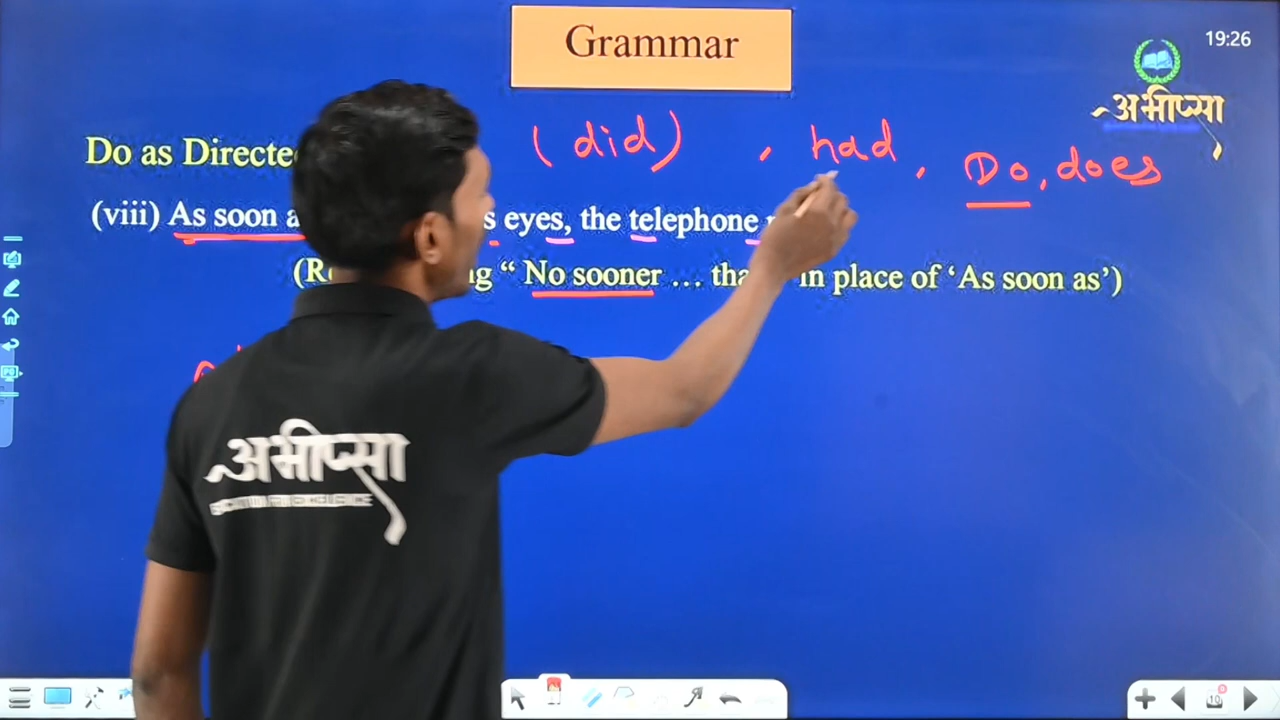 Grammar
19:26
अभीप्सा
Do as Directe
(did) , had , Do, does
(viii) As soon a s eyes, the telephone
(R ng “ No sooner … tha in place of ‘As soon as’)
अभीप्सा